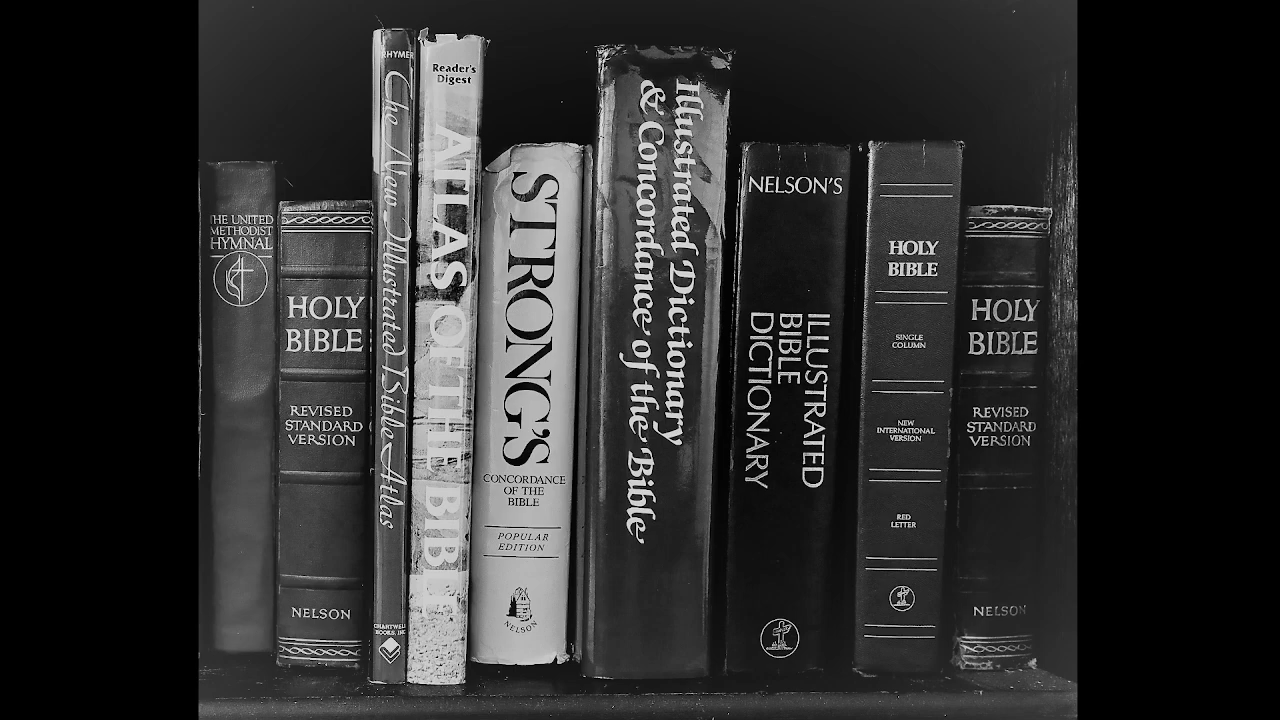 THE UNITED
METHODIST
HYMNAL
HOLY
BIBLE
REVISED
STANDARD
VERSION
NELSON
RHYMER
The New Illustrated Bible Atlas
CHARTWELL
BOOKS, INC.
Reader's
Digest
ATLAS OF THE BIBLE
STRONG'S
CONCORDANCE
OF THE
BIBLE
POPULAR
EDITION
NELSON
Illustrated Dictionary
& Concordance of the Bible
NELSON'S
ILLUSTRATED
BIBLE
DICTIONARY
HOLY
BIBLE
SINGLE
COLUMN
NEW
INTERNATIONAL
VERSION
RED
LETTER
HOLY
BIBLE
REVISED
STANDARD
VERSION
NELSON